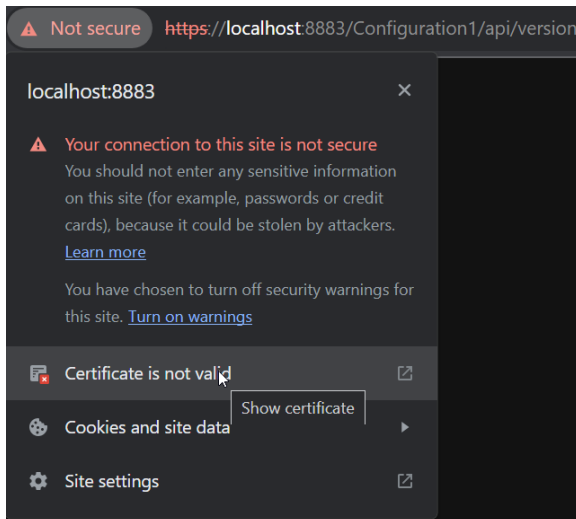 Not secure https://localhost:8883/Configuration1/api/version
localhost:8883
Your connection to this site is not secure
You should not enter any sensitive information
on this site (for example, passwords or credit
cards), because it could be stolen by attackers.
Learn more
You have chosen to turn off security warnings for
this site. Turn on warnings
Certificate is not valid
Show certificate
Cookies and site data
Site settings